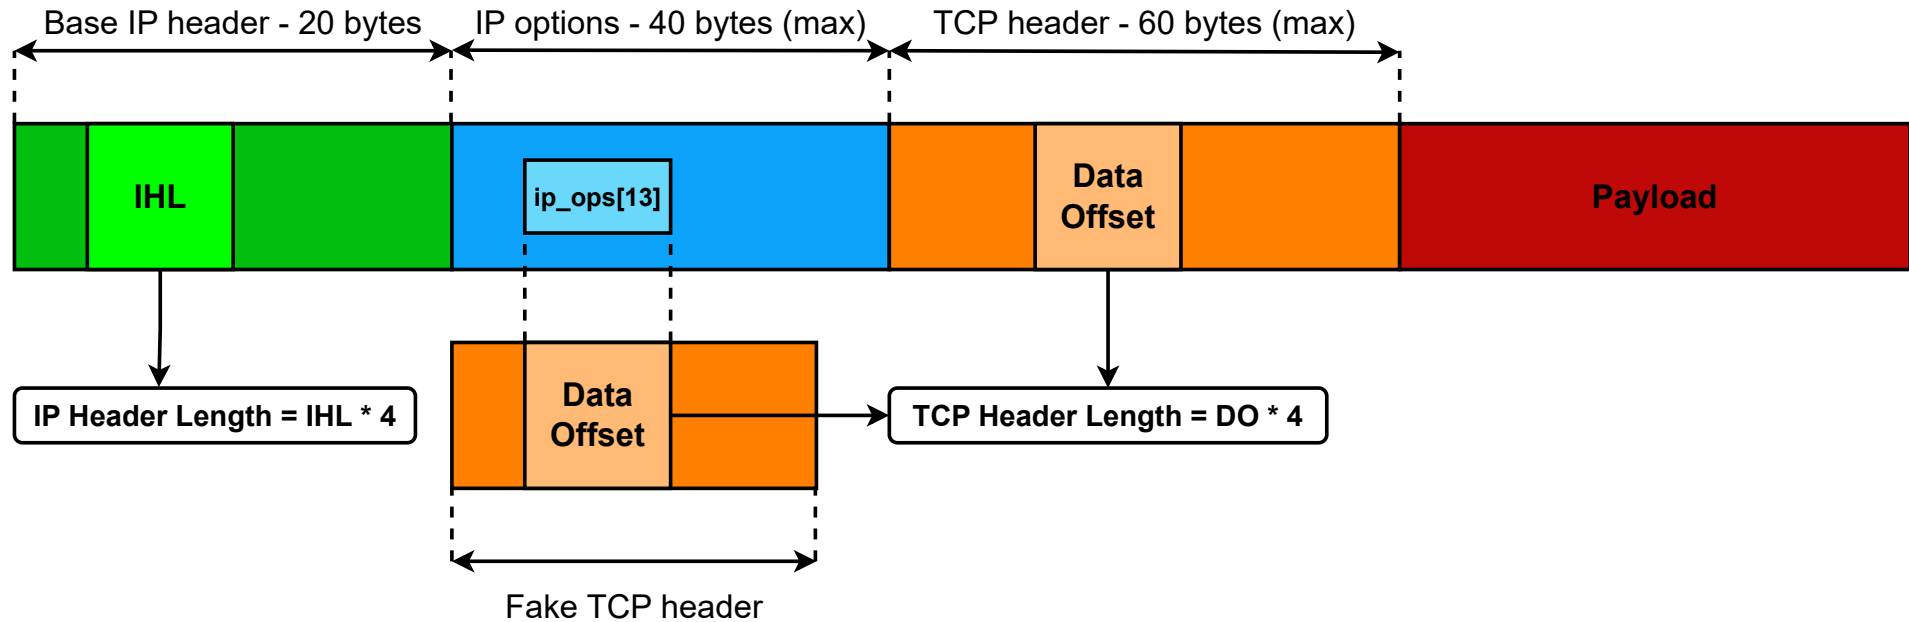 Base IP header - 20 bytes
IP options - 40 bytes (max)
TCP header - 60 bytes (max)
IHL
ip_ops[13]
Data
Offset
Payload
IP Header Length = IHL * 4
Data
Offset
TCP Header Length = DO * 4
Fake TCP header